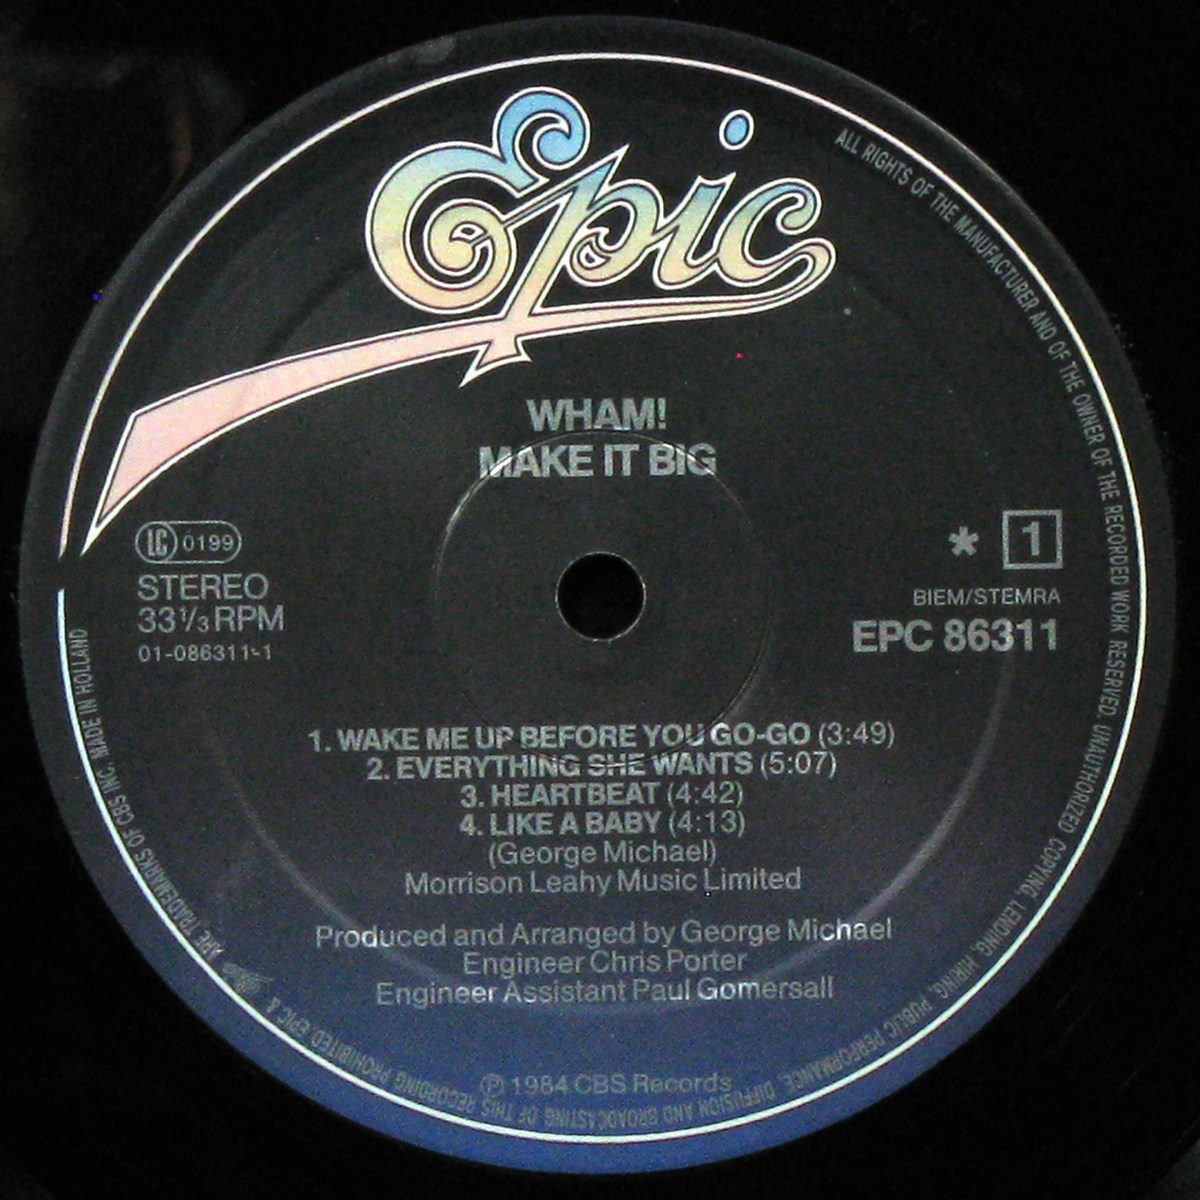 Epic
WHAM!
MAKE IT BIG
LC 0199
STEREO
33 1/3 RPM
01-086311-1
* 1
BIEM/STEMRA
EPC 86311
1. WAKE ME UP BEFORE YOU GO-GO (3:49)
2. EVERYTHING SHE WANTS (5:07)
3. HEARTBEAT (4:42)
4. LIKE A BABY (4:13)
(George Michael)
Morrison Leahy Music Limited
Produced and Arranged by George Michael
Engineer Chris Porter
Engineer Assistant Paul Gomersall
℗ 1984 CBS Records
ALL RIGHTS OF THE MANUFACTURER AND OF THE OWNER OF THE RECORDED WORK RESERVED. UNAUTHORIZED COPYING, LENDING, HIRING, PUBLIC PERFORMANCE, DIFFUSION AND BROADCASTING OF THIS RECORDING PROHIBITED. EPIC & ARE TRADEMARKS OF CBS INC. MADE IN HOLLAND